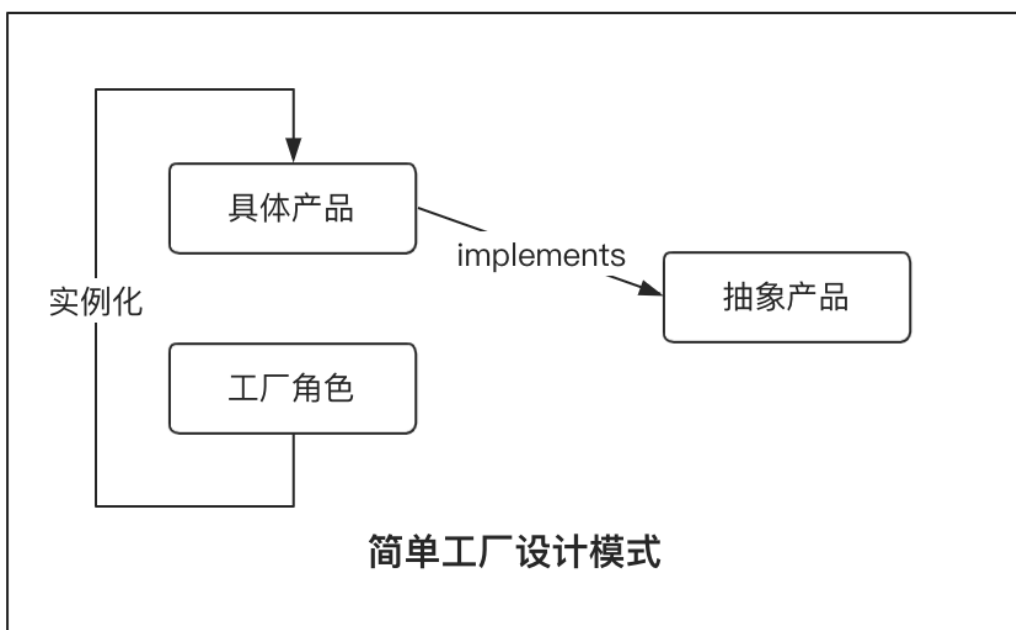 具体产品
implements
抽象产品
实例化
工厂角色
简单工厂设计模式